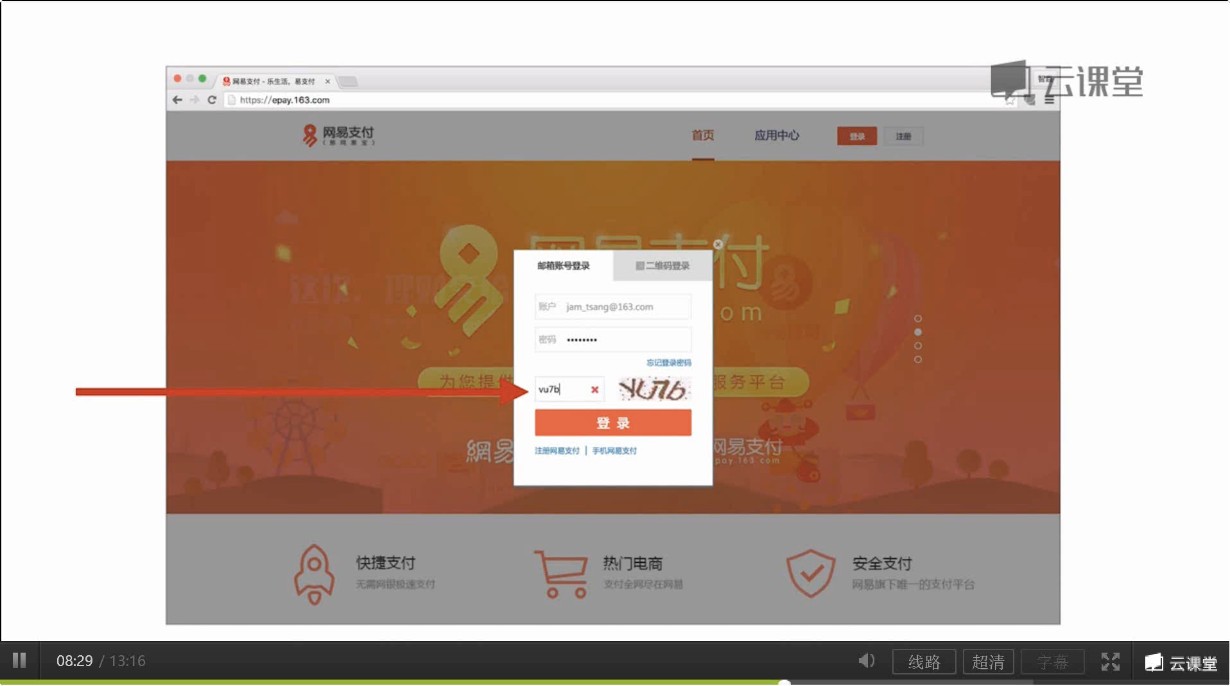 云课堂
网易支付 - 乐生活，易支付
https://epay.163.com
网易支付
首页
应用中心
登录
注册
邮箱账号登录
二维码登录
账户 jam_tsang@163.com
密码 ••••••••
忘记登录密码
vu7b
YU7b
登 录
注册网易支付 | 手机网易支付
为您提供
服务平台
網易
网易支付
epay.163.com
快捷支付
无需网银极速支付
热门电商
支付全网尽在网易
安全支付
网易旗下唯一的支付平台
08:29 / 13:16
线路
超清
字幕
云课堂